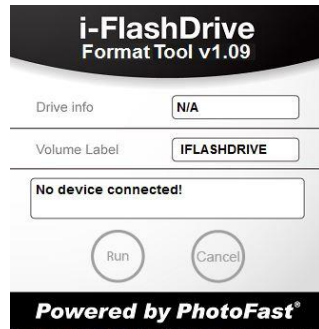 i-FlashDrive
Format Tool v1.09
Drive info N/A
Volume Label IFLASHDRIVE
No device connected!
Run Cancel
Powered by PhotoFast®